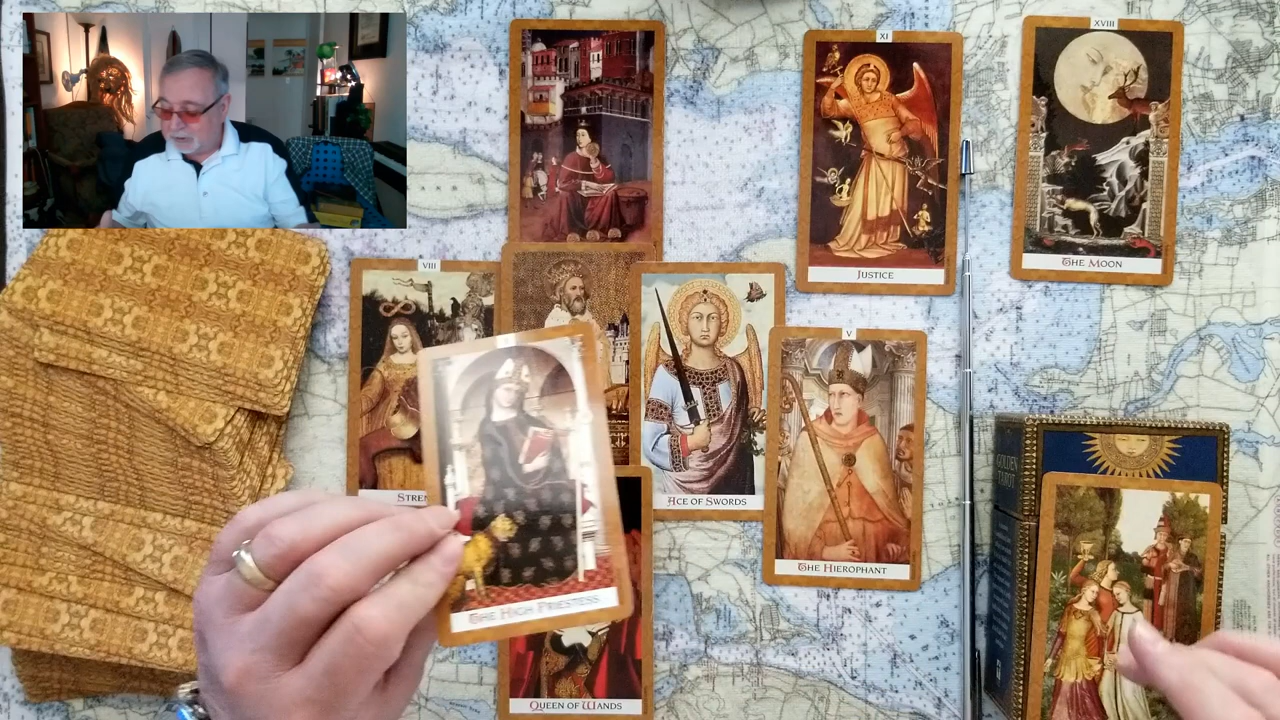 XI
JUSTICE
XVIII
THE MOON
VIII
STREN
ACE OF SWORDS
V
THE HIEROPHANT
THE HIGH PRIESTESS
QUEEN OF WANDS
GOLDEN
TAROT